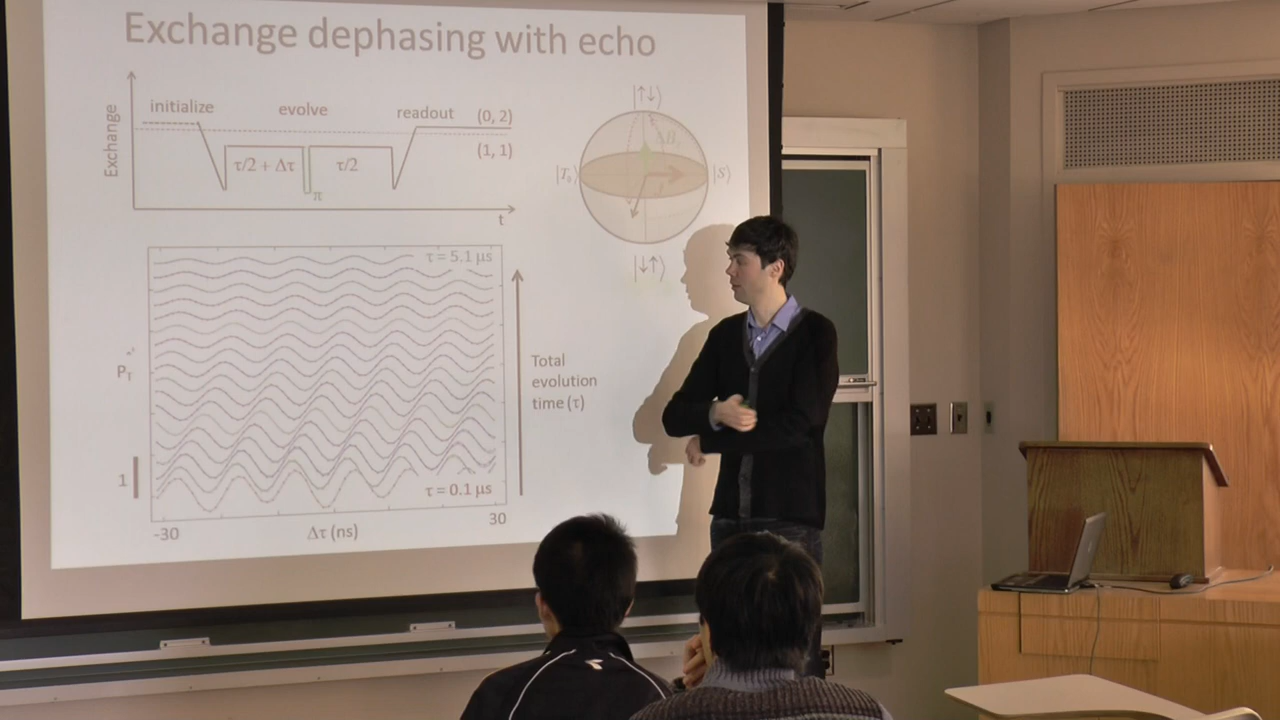 Exchange dephasing with echo
initialize
evolve
readout
(0, 2)
(1, 1)
Exchange
τ/2 + Δτ
τ/2
π
t
|↑↓⟩
|T₀⟩
|S⟩
|↓↑⟩
τ = 5.1 µs
P_T
Total
evolution
time (τ)
1
τ = 0.1 µs
-30
Δτ (ns)
30